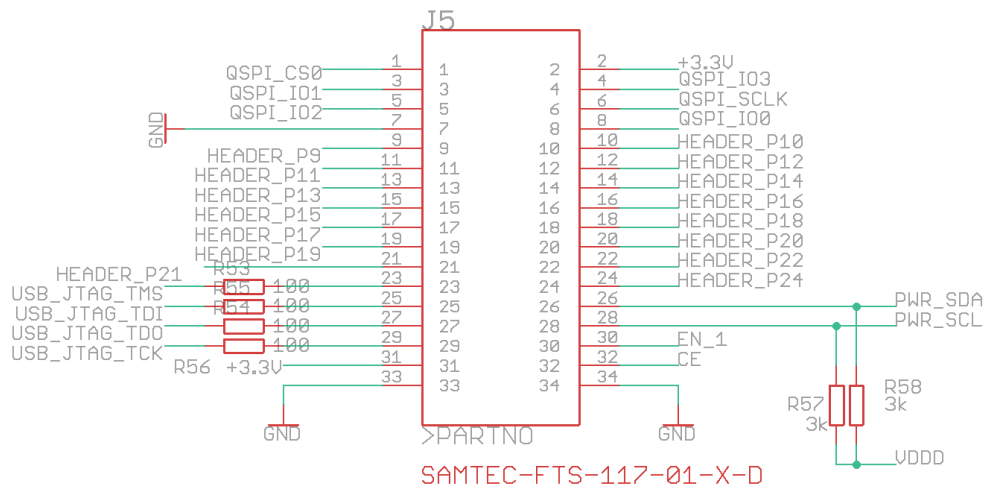 J5
QSPI_CS0 1 1 2 2 +3.3V
QSPI_IO1 3 3 4 4 QSPI_IO3
QSPI_IO2 5 5 6 6 QSPI_SCLK
GND 7 7 8 8 QSPI_IO0
HEADER_P9 9 9 10 10 HEADER_P10
HEADER_P11 11 11 12 12 HEADER_P12
HEADER_P13 13 13 14 14 HEADER_P14
HEADER_P15 15 15 16 16 HEADER_P16
HEADER_P17 17 17 18 18 HEADER_P18
HEADER_P19 19 19 20 20 HEADER_P20
HEADER_P21 21 21 22 22 HEADER_P22
R53
USB_JTAG_TMS 100 23 23 24 24 HEADER_P24
R55
USB_JTAG_TDI 100 25 25 26 26 PWR_SDA
R54
USB_JTAG_TDO 100 27 27 28 28 PWR_SCL
USB_JTAG_TCK 100 29 29 30 30 EN_1
R56 +3.3V 31 31 32 32 CE
33 33 34 34
R57 3k
R58 3k
GND
GND
VDDD
>PARTNO
SAMTEC-FTS-117-01-X-D